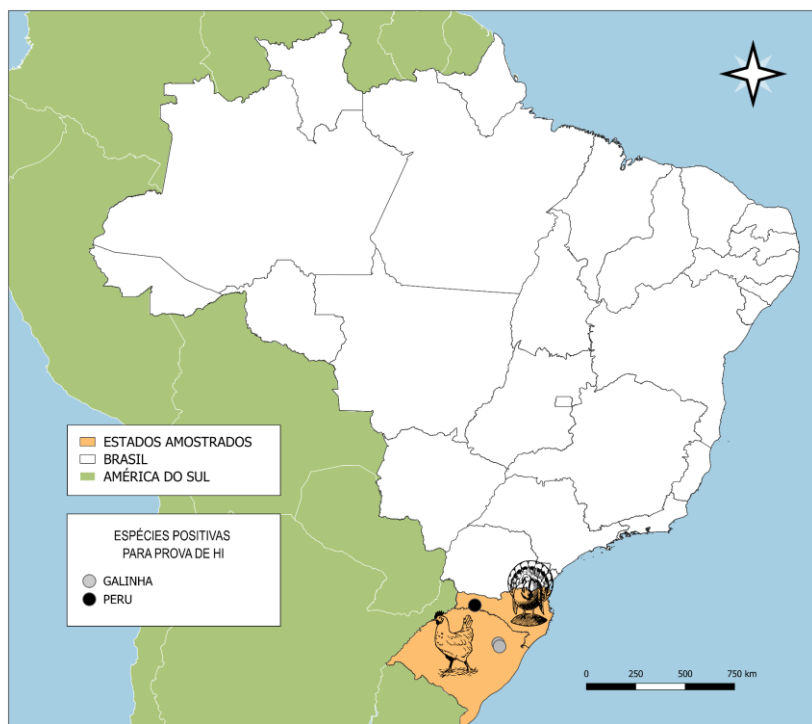 ESTADOS AMOSTRADOS
BRASIL
AMÉRICA DO SUL
ESPÉCIES POSITIVAS
PARA PROVA DE HI
GALINHA
PERU
0 250 500 750 km